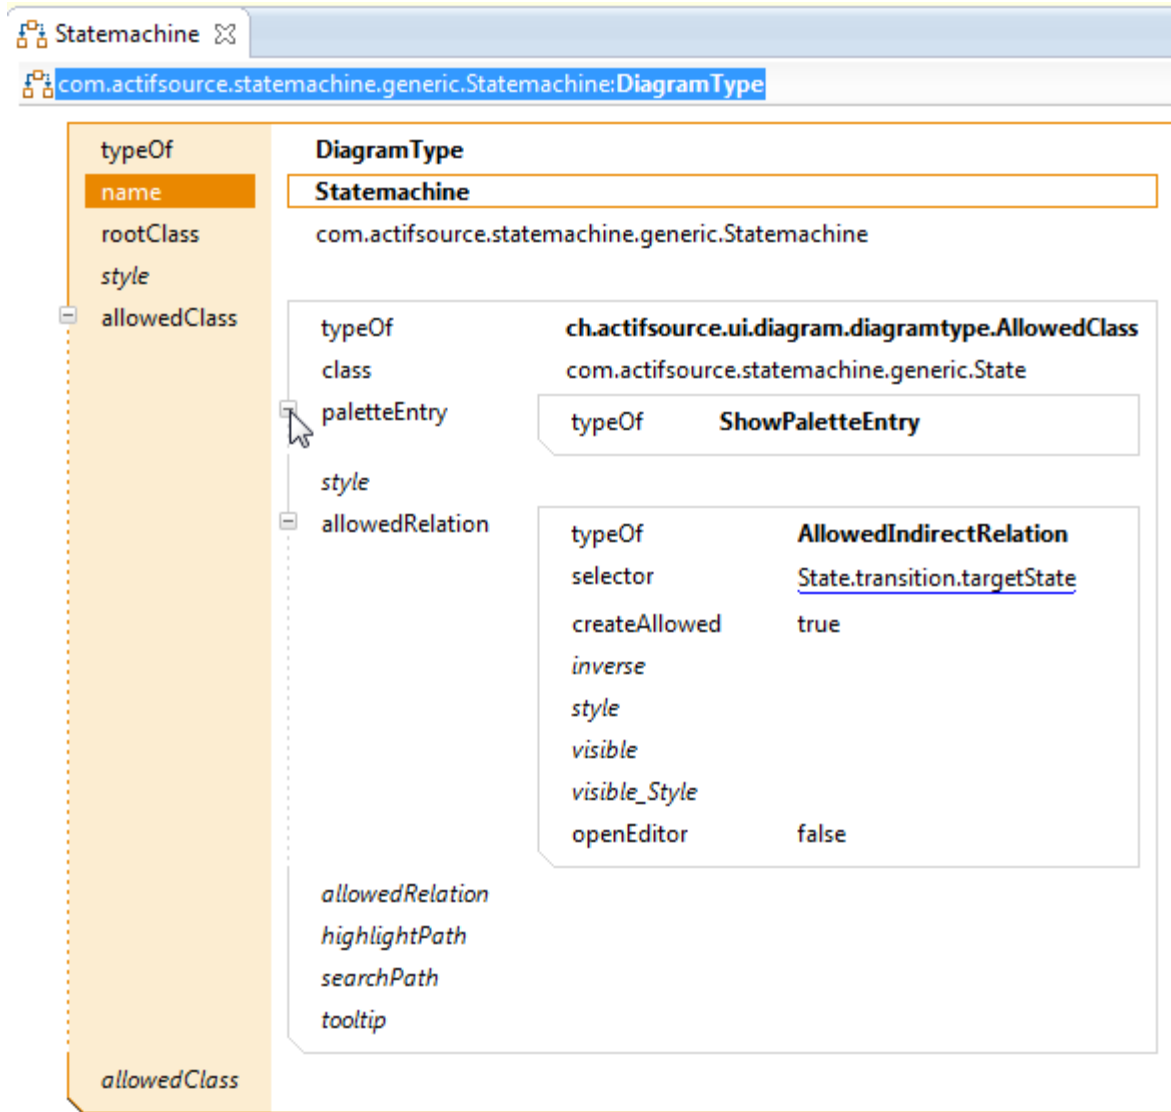 Statemachine
com.actifsource.statemachine.generic.Statemachine:DiagramType
typeOf DiagramType
name Statemachine
rootClass com.actifsource.statemachine.generic.Statemachine
style
allowedClass
typeOf ch.actifsource.ui.diagram.diagramtype.AllowedClass
class com.actifsource.statemachine.generic.State
paletteEntry typeOf ShowPaletteEntry
style
allowedRelation
typeOf AllowedIndirectRelation
selector State.transition.targetState
createAllowed true
inverse
style
visible
visible_Style
openEditor false
allowedRelation
highlightPath
searchPath
tooltip
allowedClass